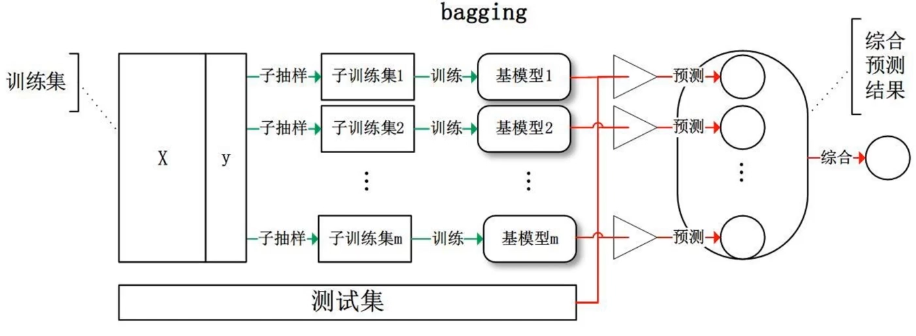 bagging
训练集
X
y
子抽样
子训练集1
训练
基模型1
预测
子抽样
子训练集2
训练
基模型2
预测
⋮
⋮
⋮
子抽样
子训练集m
训练
基模型m
预测
综合
预测
结果
综合
测试集